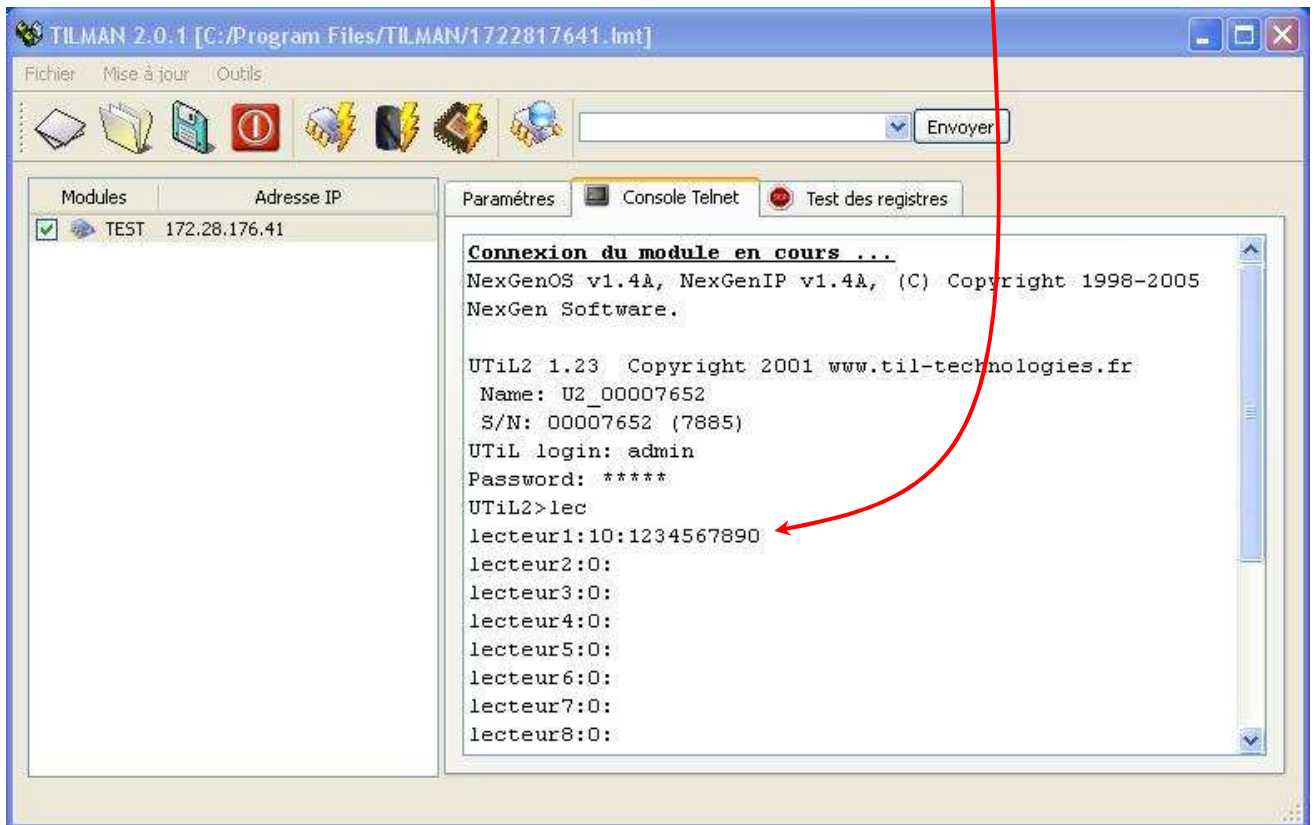 TILMAN 2.0.1 [C:/Program Files/TILMAN/1722817641.lmt]
Fichier Mise à jour Outils
Envoyer
Modules Adresse IP
TEST 172.28.176.41
Paramétres Console Telnet Test des registres
Connexion du module en cours ...
NexGenOS v1.4A, NexGenIP v1.4A, (C) Copyright 1998-2005
NexGen Software.
UTiL2 1.23 Copyright 2001 www.til-technologies.fr
Name: U2_00007652
S/N: 00007652 (7885)
UTiL login: admin
Password: *****
UTiL2>lec
lecteur1:10:1234567890
lecteur2:0:
lecteur3:0:
lecteur4:0:
lecteur5:0:
lecteur6:0:
lecteur7:0:
lecteur8:0: